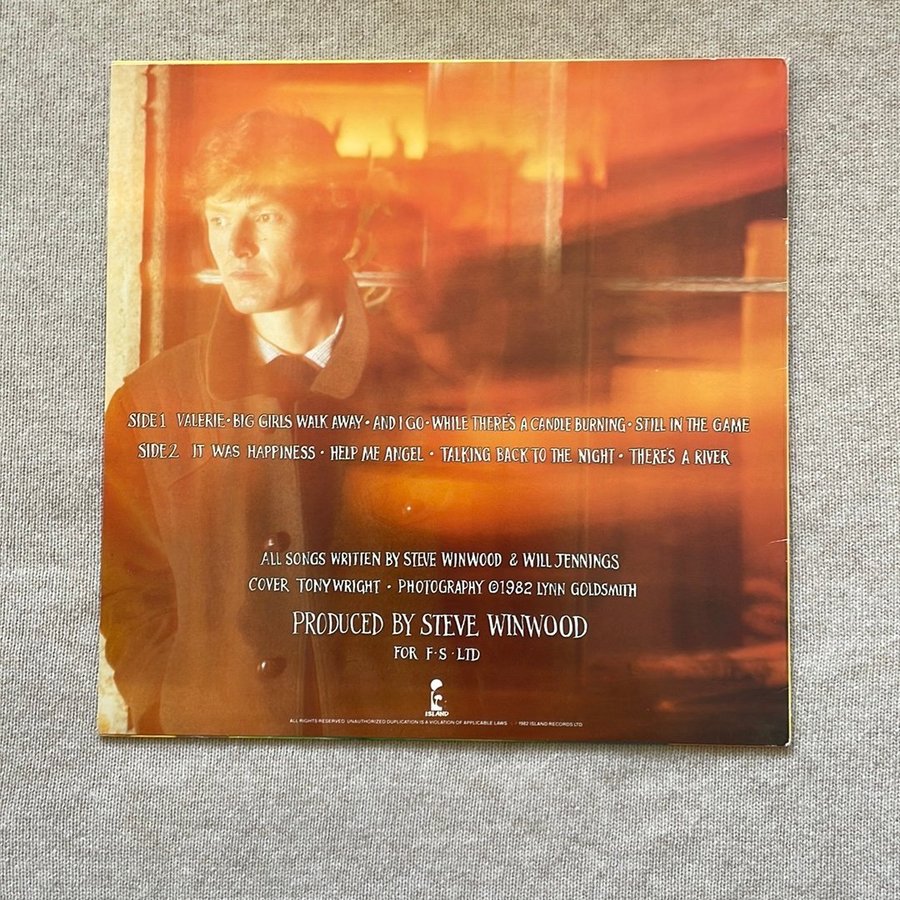 SIDE 1 VALERIE • BIG GIRLS WALK AWAY • AND I GO • WHILE THERE'S A CANDLE BURNING • STILL IN THE GAME
SIDE 2 IT WAS HAPPINESS • HELP ME ANGEL • TALKING BACK TO THE NIGHT • THERE'S A RIVER
ALL SONGS WRITTEN BY STEVE WINWOOD & WILL JENNINGS
COVER TONY WRIGHT • PHOTOGRAPHY ©1982 LYNN GOLDSMITH
PRODUCED BY STEVE WINWOOD
FOR F•S•LTD
ISLAND
ALL RIGHTS RESERVED. UNAUTHORIZED DUPLICATION IS A VIOLATION OF APPLICABLE LAWS. 1982 ISLAND RECORDS LTD